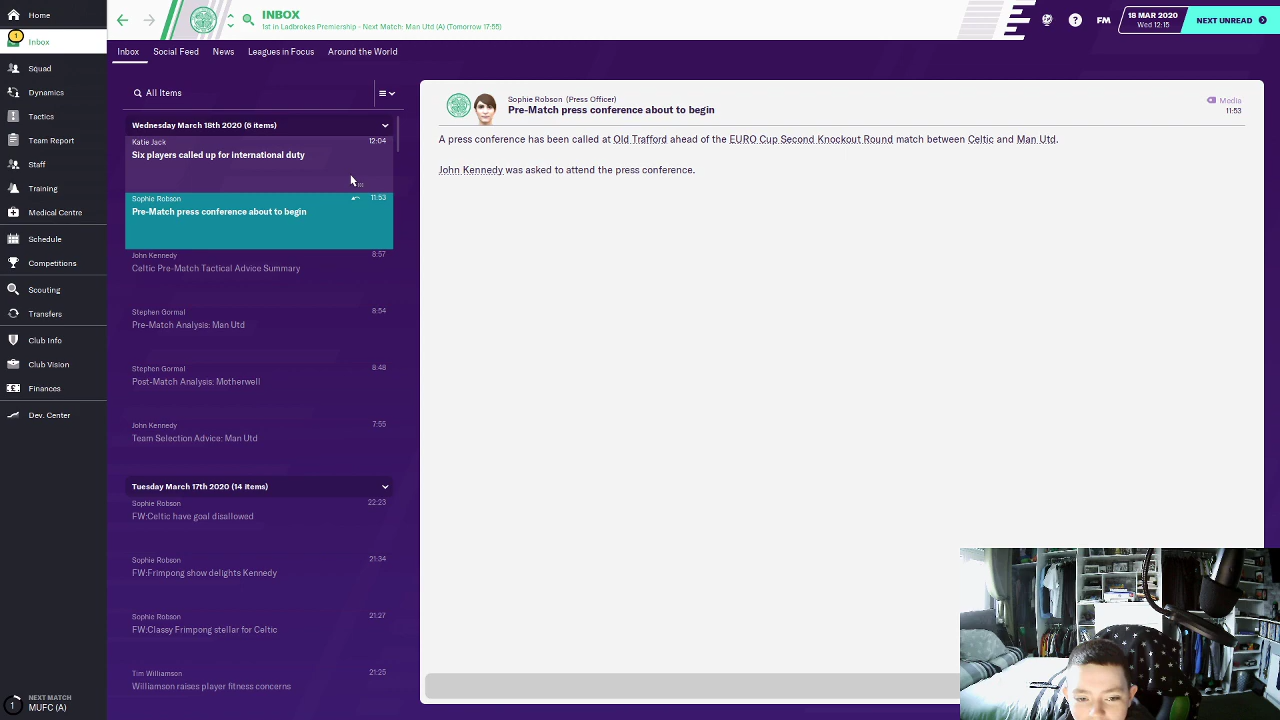 INBOX
1st in Ladbrokes Premiership - Next Match: Man Utd (A) (Tomorrow 17:55)
FM
18 MAR 2020
Wed 12:15
NEXT UNREAD
1
Inbox
Squad
Dynamics
Tactics
Team Report
Staff
Training
Medical Centre
Schedule
Competitions
Scouting
Transfers
Club Info
Club Vision
Finances
Dev. Center
1
NEXT MATCH
MUFC (A)
Inbox
Social Feed
News
Leagues in Focus
Around the World
All Items
Wednesday March 18th 2020 (6 items)
Katie Jack
12:04
Six players called up for international duty
Sophie Robson
11:53
Pre-Match press conference about to begin
John Kennedy
8:57
Celtic Pre-Match Tactical Advice Summary
Stephen Gormal
8:54
Pre-Match Analysis: Man Utd
Stephen Gormal
8:48
Post-Match Analysis: Motherwell
John Kennedy
7:55
Team Selection Advice: Man Utd
Tuesday March 17th 2020 (14 items)
Sophie Robson
22:23
FW:Celtic have goal disallowed
Sophie Robson
21:34
FW:Frimpong show delights Kennedy
Sophie Robson
21:27
FW:Classy Frimpong stellar for Celtic
Tim Williamson
21:25
Williamson raises player fitness concerns
Sophie Robson (Press Officer)
Pre-Match press conference about to begin
Media
11:53
A press conference has been called at Old Trafford ahead of the EURO Cup Second Knockout Round match between Celtic and Man Utd.
John Kennedy was asked to attend the press conference.